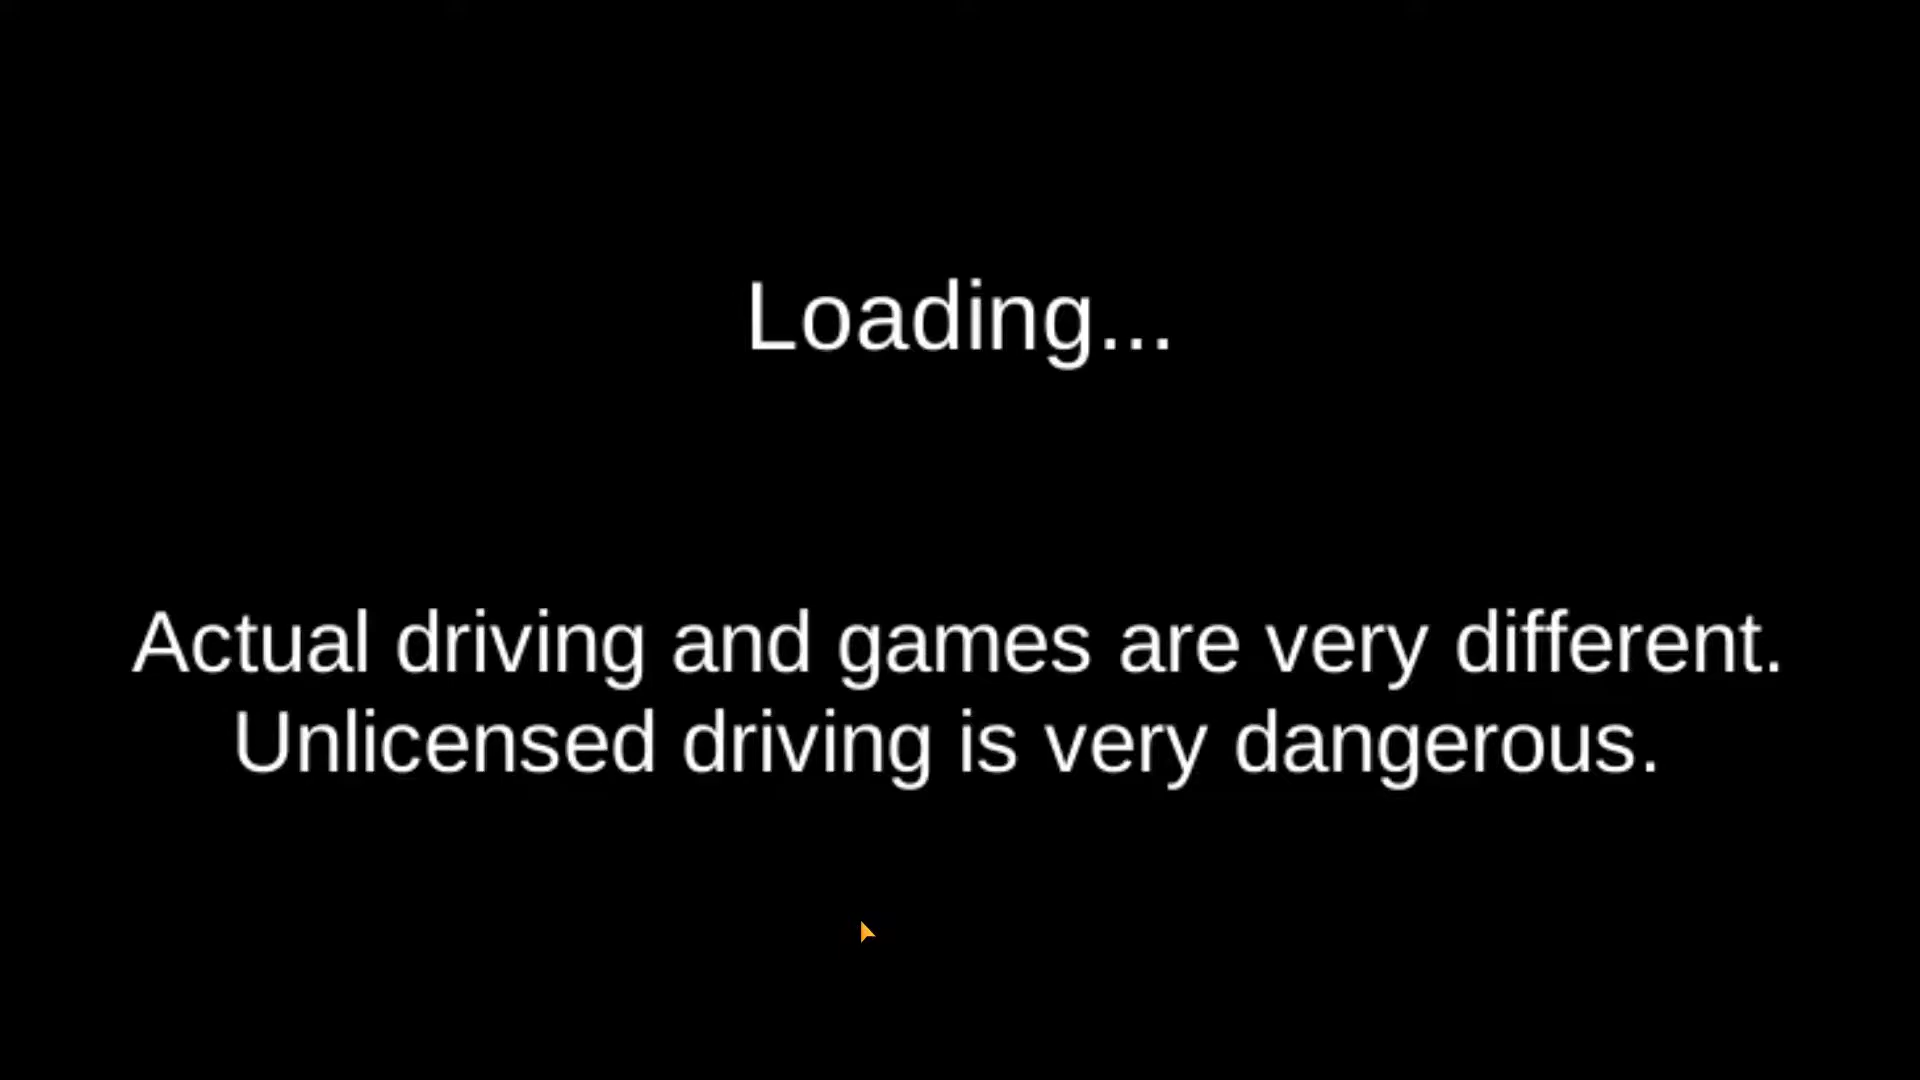 Loading...
Actual driving and games are very different.
Unlicensed driving is very dangerous.